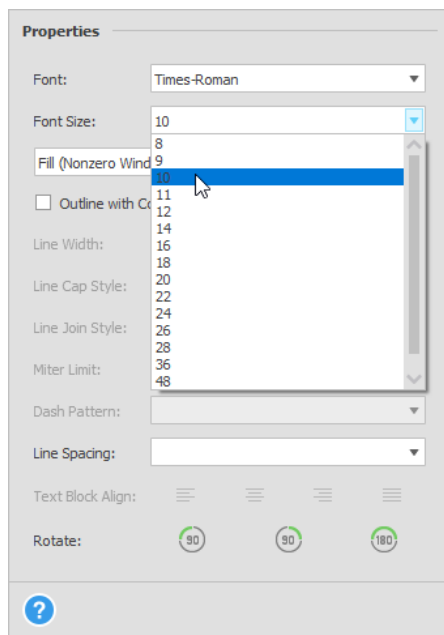 Properties
Font: Times-Roman
Font Size: 10
8
Fill (Nonzero Wind 9
10
Outline with Co 11
12
Line Width: 14
16
18
Line Cap Style: 20
22
24
Line Join Style: 26
28
Miter Limit: 36
48
Dash Pattern:
Line Spacing:
Text Block Align:
Rotate: 90 90 180
?